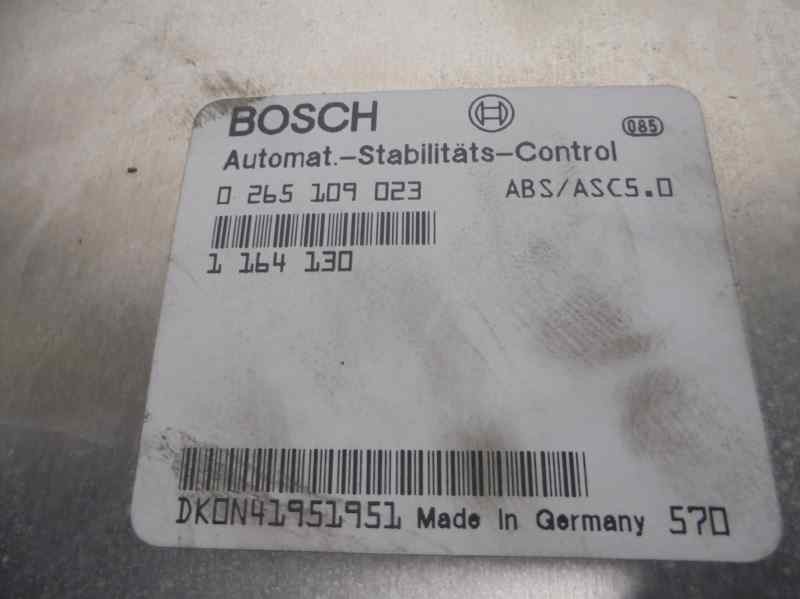 BOSCH 085
Automat.-Stabilitäts-Control
0 265 109 023 ABS/ASC5.0
1 164 130
DK0N41951951 Made in Germany 570